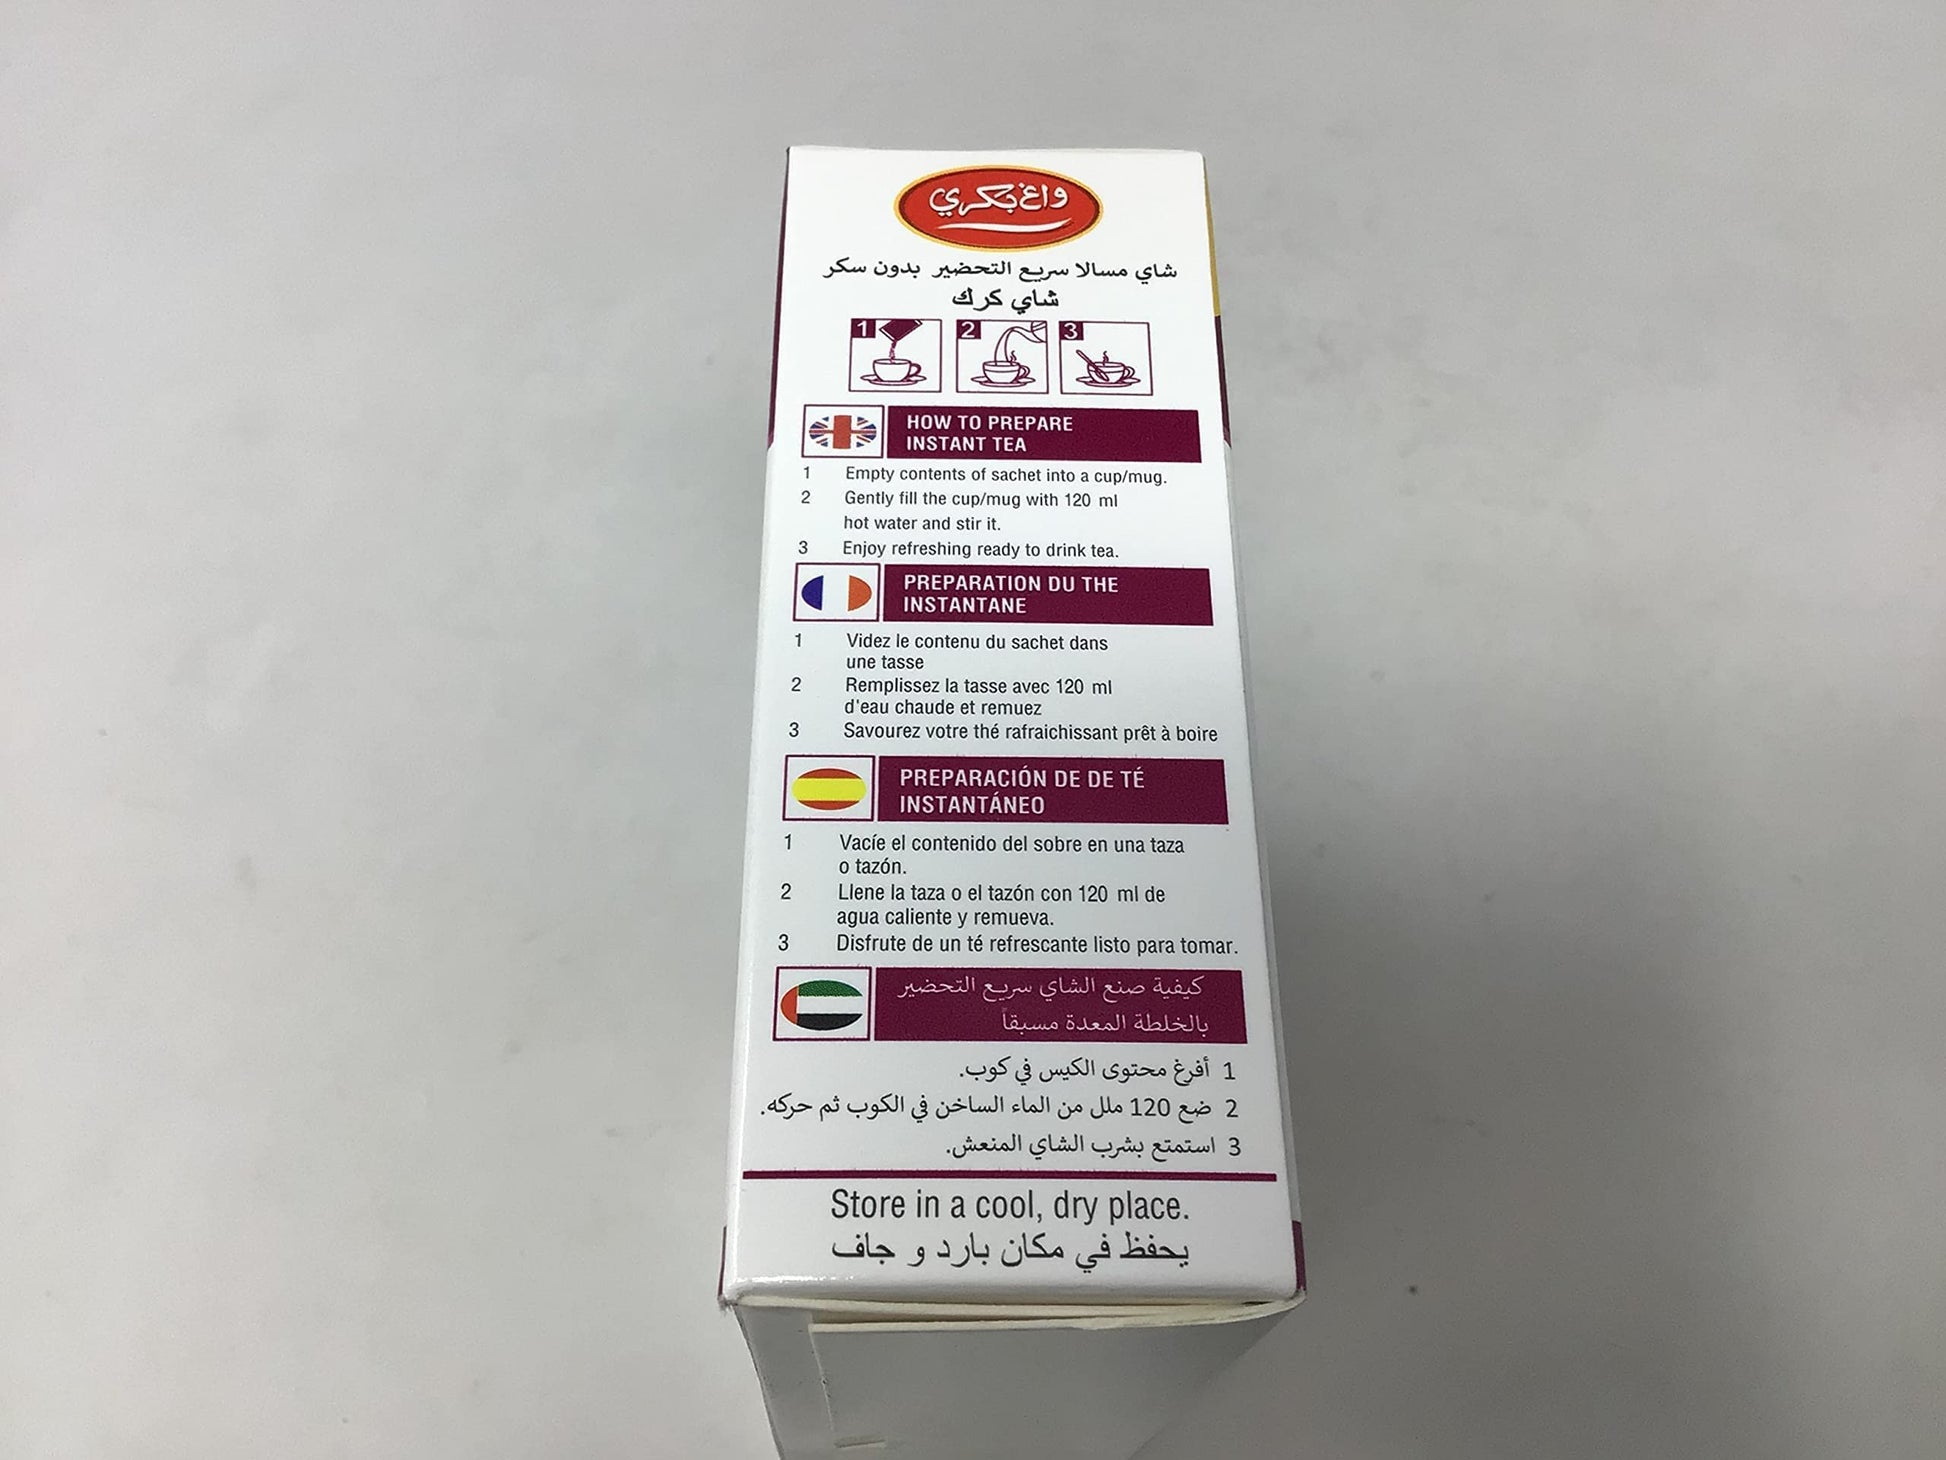 واغ بكري
شاي مسالا سريع التحضير بدون سكر
شاي كرك
1 2 3
HOW TO PREPARE
INSTANT TEA
1 Empty contents of sachet into a cup/mug.
2 Gently fill the cup/mug with 120 ml
hot water and stir it.
3 Enjoy refreshing ready to drink tea.
PREPARATION DU THE
INSTANTANE
1 Videz le contenu du sachet dans
une tasse
2 Remplissez la tasse avec 120 ml
d'eau chaude et remuez
3 Savourez votre thé rafraichissant prêt à boire
PREPARACIÓN DE DE TÉ
INSTANTÁNEO
1 Vacíe el contenido del sobre en una taza
o tazón.
2 Llene la taza o el tazón con 120 ml de
agua caliente y remueva.
3 Disfrute de un té refrescante listo para tomar.
كيفية صنع الشاي سريع التحضير
بالخلطة المعدة مسبقاً
1 أفرغ محتوى الكيس في كوب.
2 ضع 120 ملل من الماء الساخن في الكوب ثم حركه.
3 استمتع بشرب الشاي المنعش.
Store in a cool, dry place.
يحفظ في مكان بارد و جاف